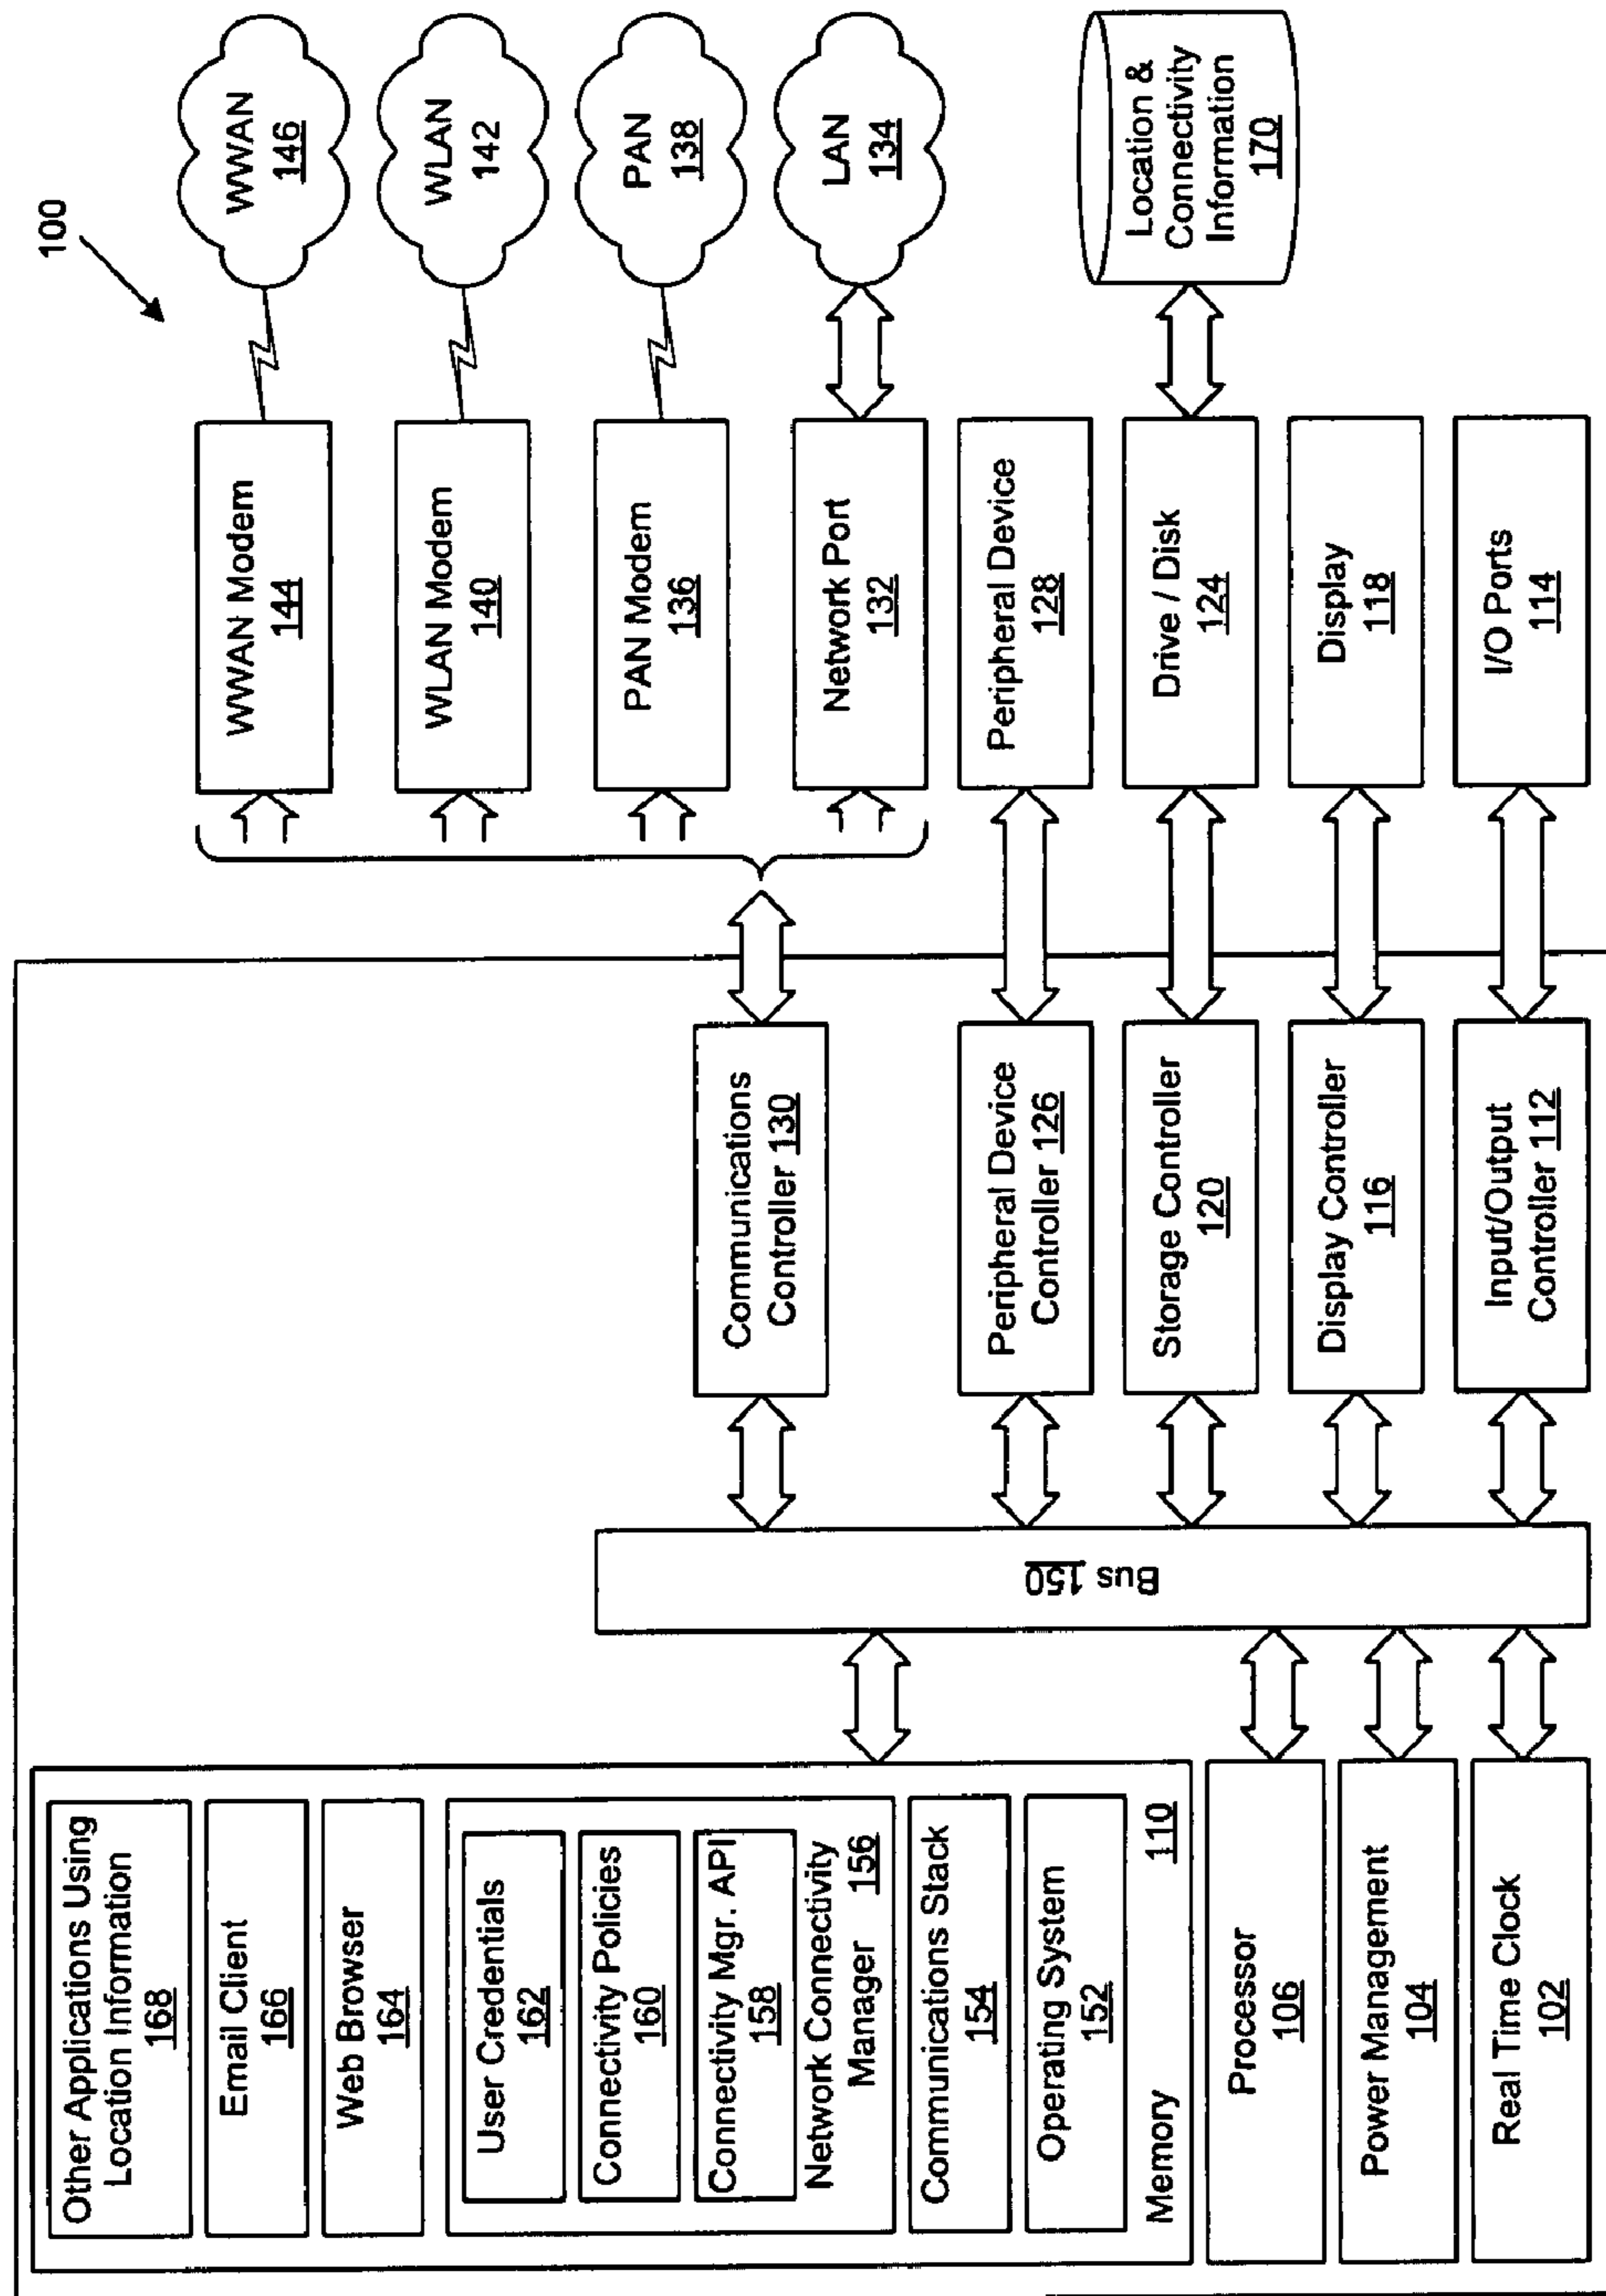 100
Other Applications Using
Location Information
168
Email Client
166
Web Browser
164
User Credentials
162
Connectivity Policies
160
Connectivity Mgr. API
158
Network Connectivity
Manager 156
Communications Stack
154
Operating System
152
Memory 110
Processor
106
Power Management
104
Real Time Clock
102
Bus 150
Communications
Controller 130
Peripheral Device
Controller 126
Storage Controller
120
Display Controller
116
Input/Output
Controller 112
WWAN Modem
144
WLAN Modem
140
PAN Modem
136
Network Port
132
Peripheral Device
128
Drive / Disk
124
Display
118
I/O Ports
114
WWAN
146
WLAN
142
PAN
138
LAN
134
Location &
Connectivity
Information
170